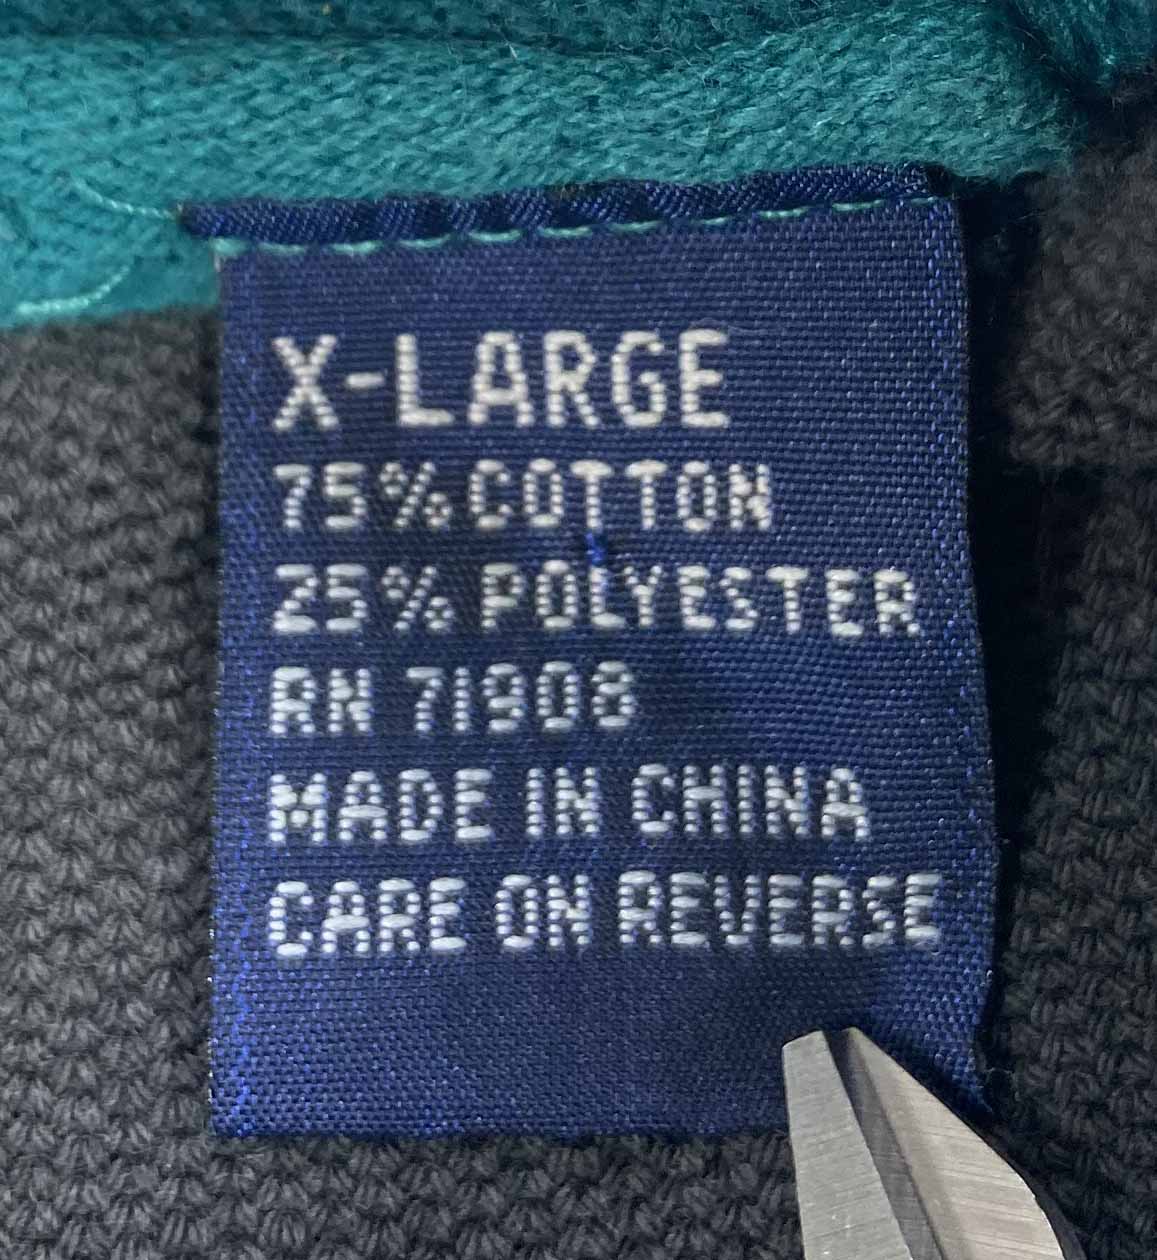 X-LARGE
75% COTTON
25% POLYESTER
RN 71908
MADE IN CHINA
CARE ON REVERSE